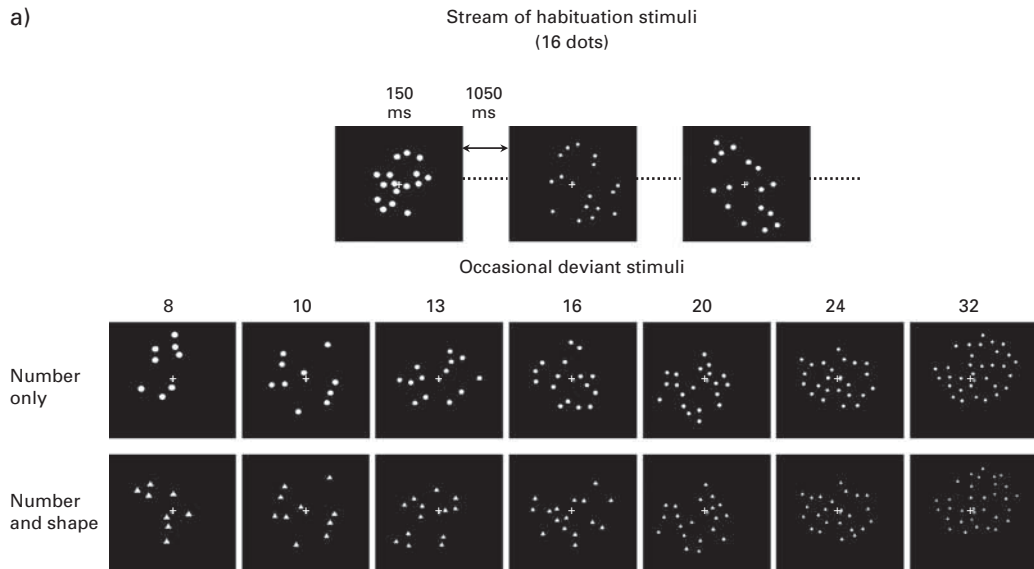 a)
Stream of habituation stimuli
(16 dots)
150
ms
1050
ms
Occasional deviant stimuli
8 10 13 16 20 24 32
Number
only
Number
and shape